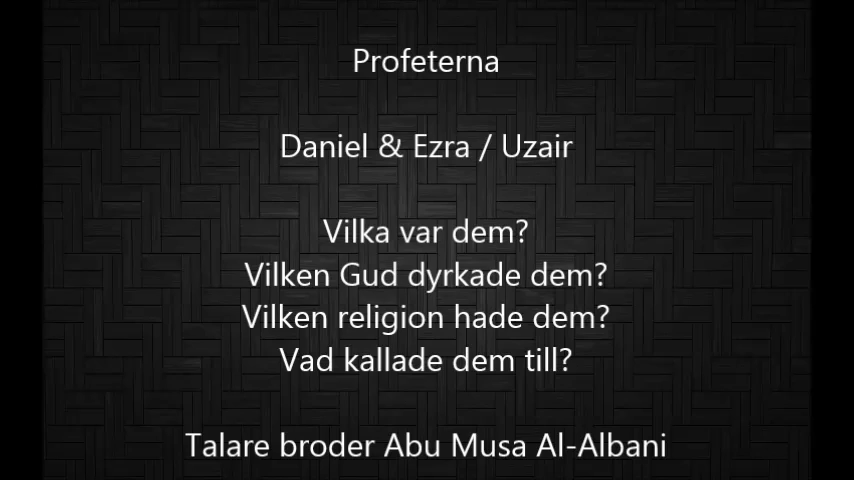 Profeterna
Daniel & Ezra / Uzair
Vilka var dem?
Vilken Gud dyrkade dem?
Vilken religion hade dem?
Vad kallade dem till?
Talare broder Abu Musa Al-Albani